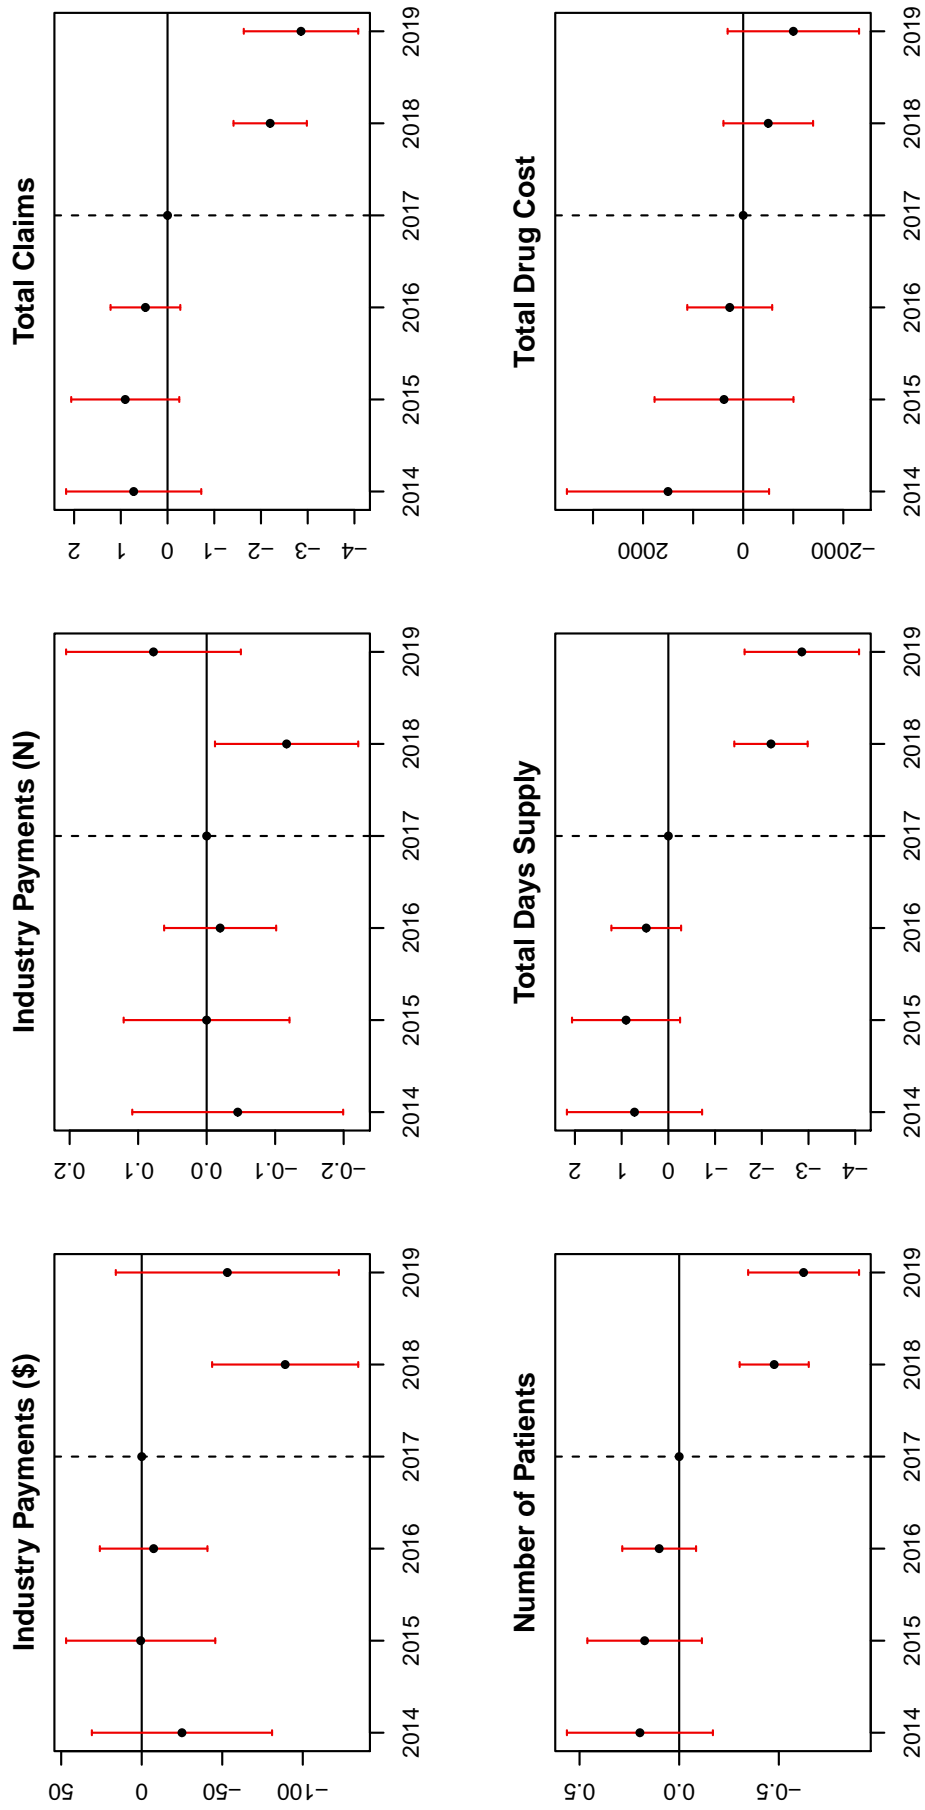 Industry Payments ($)
50
0
−50
−100
2014 2015 2016 2017 2018 2019
Industry Payments (N)
0.2
0.1
0.0
−0.1
−0.2
2014 2015 2016 2017 2018 2019
Total Claims
2
1
0
−1
−2
−3
−4
2014 2015 2016 2017 2018 2019
Number of Patients
0.5
0.0
−0.5
2014 2015 2016 2017 2018 2019
Total Days Supply
2
1
0
−1
−2
−3
−4
2014 2015 2016 2017 2018 2019
Total Drug Cost
2000
0
−2000
2014 2015 2016 2017 2018 2019